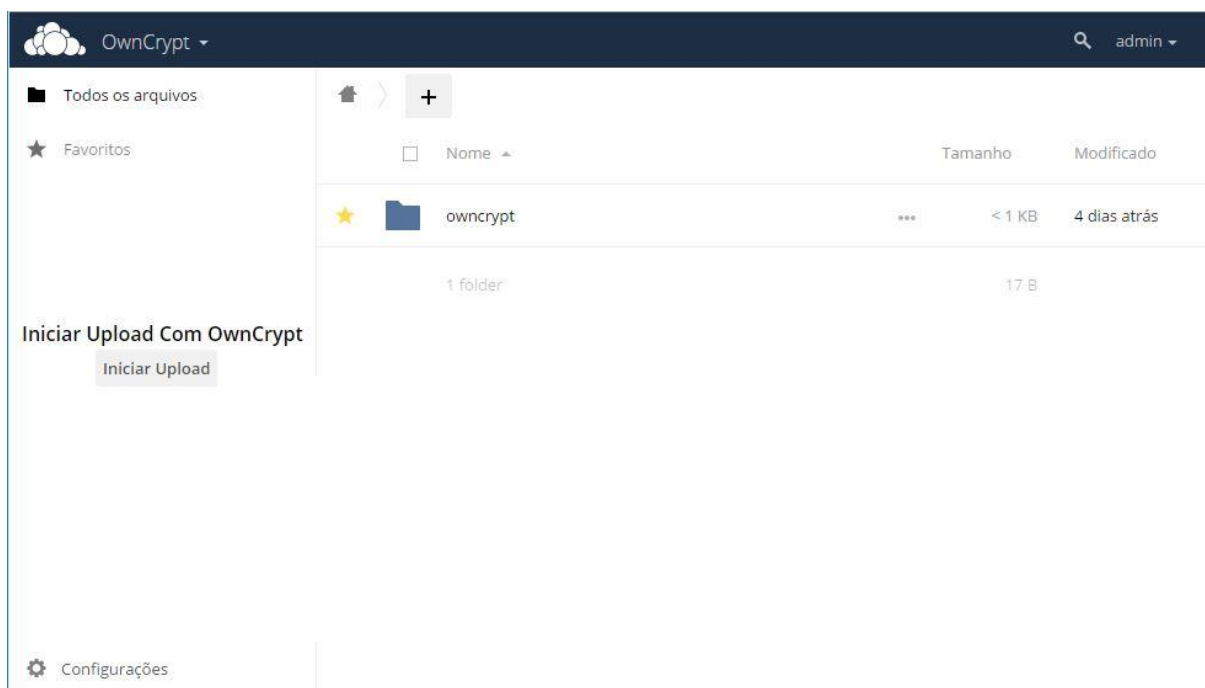 OwnCrypt admin
Todos os arquivos
+
Favoritos
Nome Tamanho Modificado
owncrypt ••• < 1 KB 4 dias atrás
1 folder 17 B
Iniciar Upload Com OwnCrypt
Iniciar Upload
Configurações